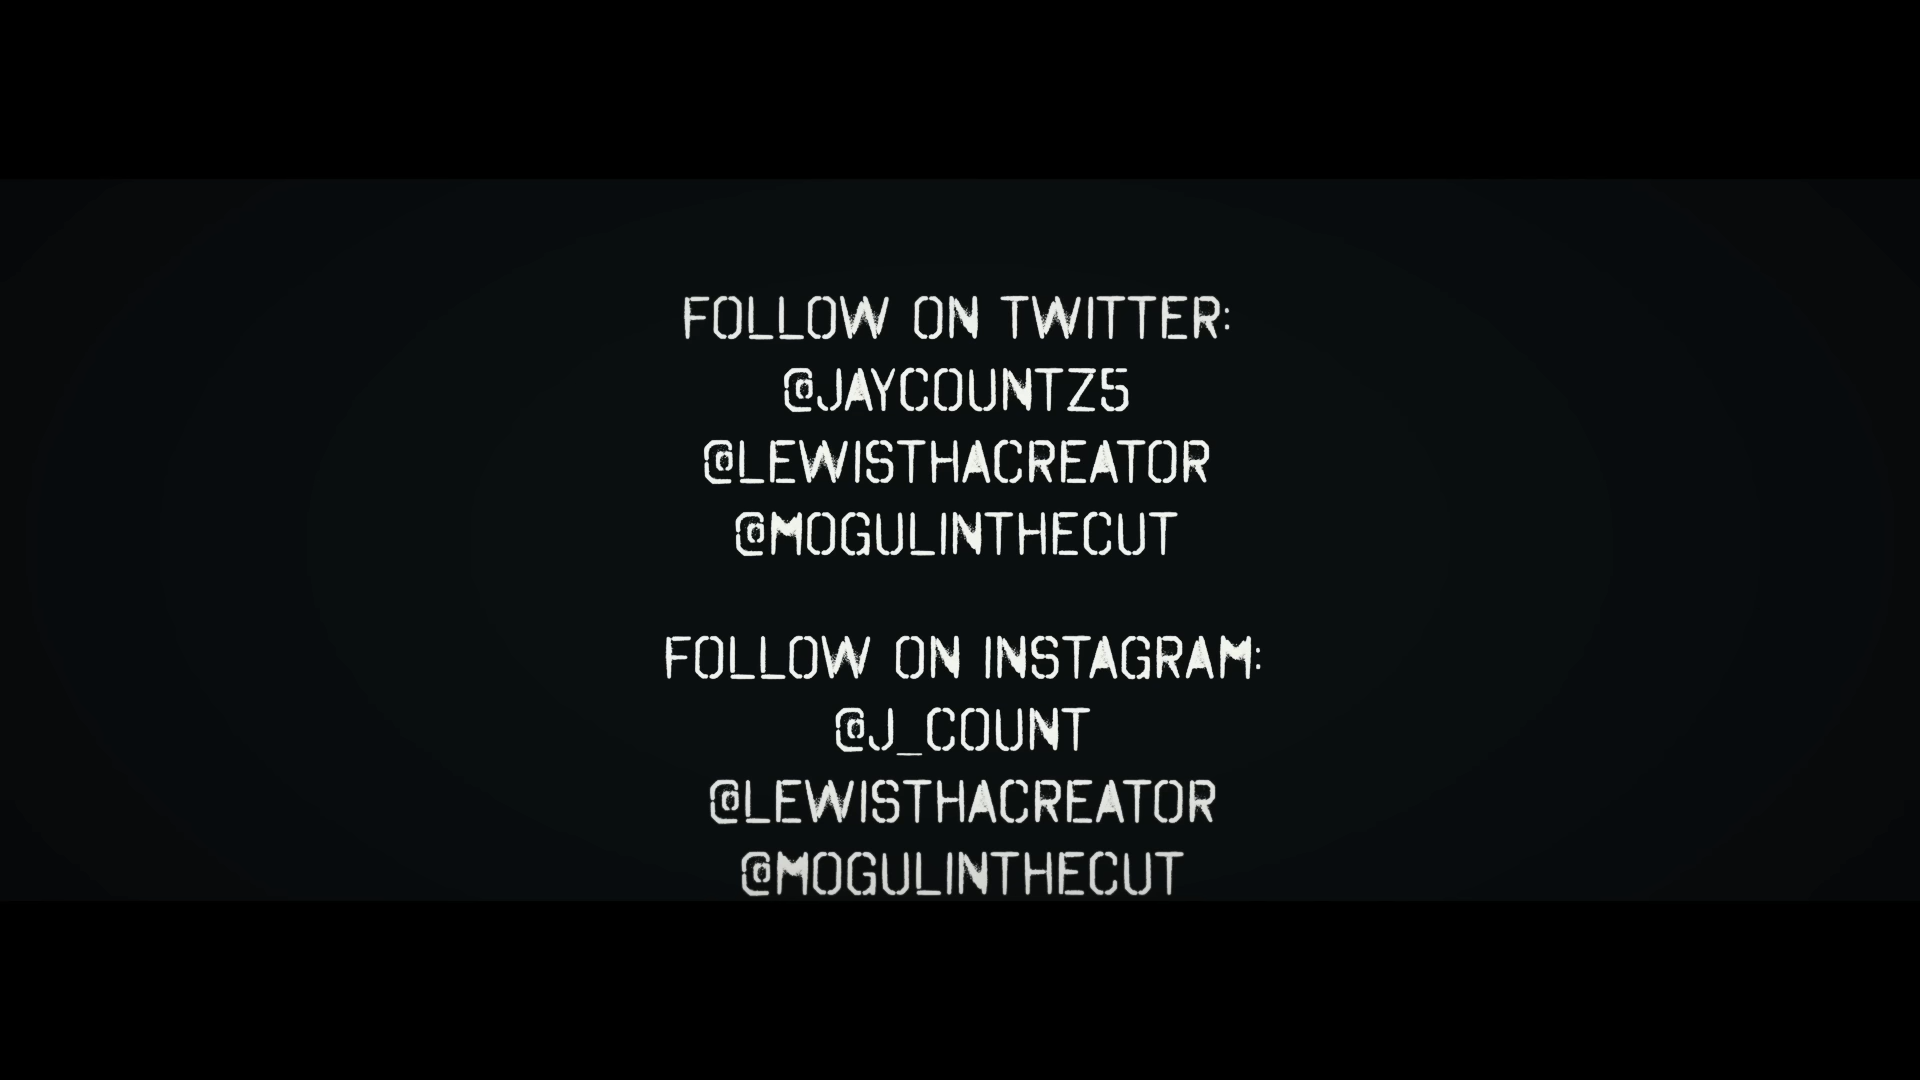 FOLLOW ON TWITTER:
@JAYCOUNTZ5
@LEWISTHACREATOR
@MOGULINTHECUT
FOLLOW ON INSTAGRAM:
@J_COUNT
@LEWISTHACREATOR
@MOGULINTHECUT